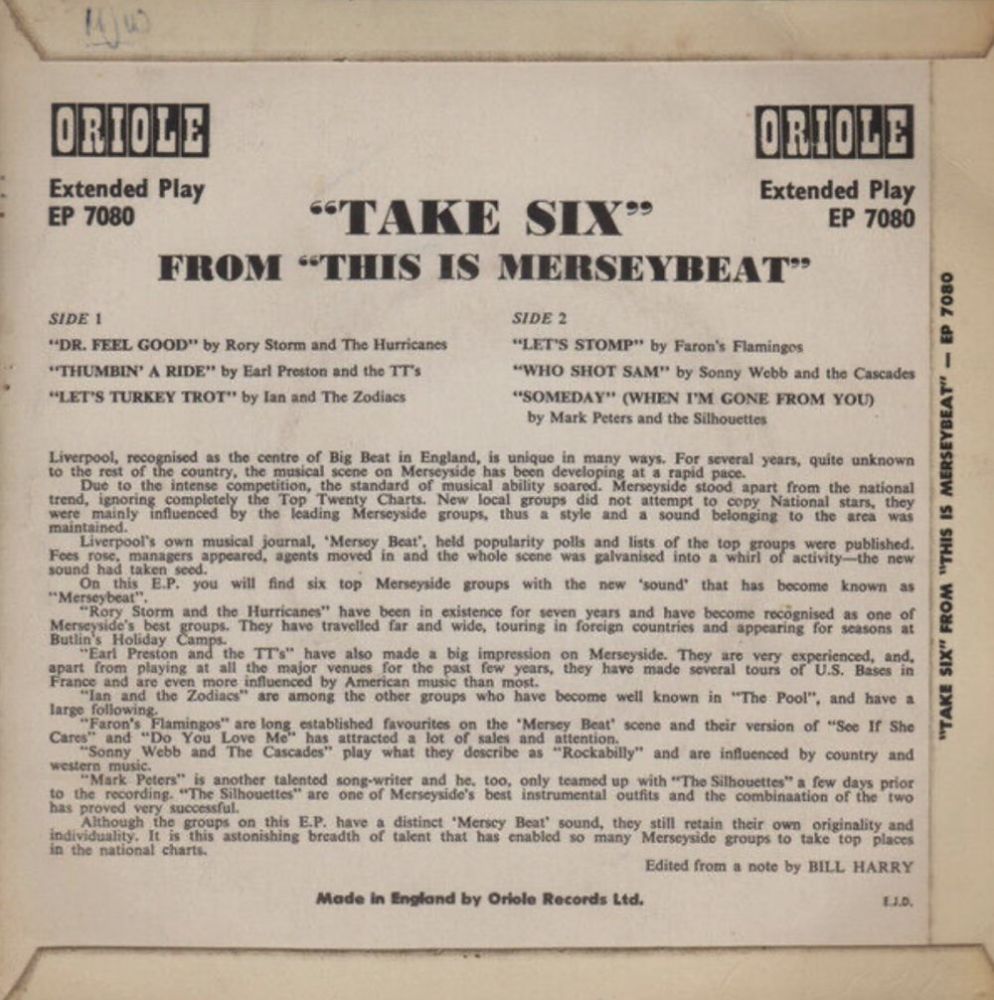 ORIOLE
ORIOLE
Extended Play
EP 7080
Extended Play
EP 7080
“TAKE SIX”
FROM “THIS IS MERSEYBEAT”
SIDE 1
“DR. FEEL GOOD” by Rory Storm and The Hurricanes
“THUMBIN' A RIDE” by Earl Preston and the TT's
“LET'S TURKEY TROT” by Ian and The Zodiacs
SIDE 2
“LET'S STOMP” by Faron's Flamingos
“WHO SHOT SAM” by Sonny Webb and the Cascades
“SOMEDAY” (WHEN I'M GONE FROM YOU)
by Mark Peters and the Silhouettes
Liverpool, recognised as the centre of Big Beat in England, is unique in many ways. For several years, quite unknown
to the rest of the country, the musical scene on Merseyside has been developing at a rapid pace.
Due to the intense competition, the standard of musical ability soared. Merseyside stood apart from the national
trend, ignoring completely the Top Twenty Charts. New local groups did not attempt to copy National stars, they
were mainly influenced by the leading Merseyside groups, thus a style and a sound belonging to the area was
maintained.
Liverpool's own musical journal, ‘Mersey Beat’, held popularity polls and lists of the top groups were published.
Fees rose, managers appeared, agents moved in and the whole scene was galvanised into a whirl of activity—the new
sound had taken seed.
On this E.P. you will find six top Merseyside groups with the new ‘sound’ that has become known as
“Merseybeat”.
“Rory Storm and the Hurricanes” have been in existence for seven years and have become recognised as one of
Merseyside's best groups. They have travelled far and wide, touring in foreign countries and appearing for seasons at
Butlin's Holiday Camps.
“Earl Preston and the TT's” have also made a big impression on Merseyside. They are very experienced, and,
apart from playing at all the major venues for the past few years, they have made several tours of U.S. Bases in
France and are even more influenced by American music than most.
“Ian and the Zodiacs” are among the other groups who have become well known in “The Pool”, and have a
large following.
“Faron's Flamingos” are long established favourites on the ‘Mersey Beat’ scene and their version of “See If She
Cares” and “Do You Love Me” has attracted a lot of sales and attention.
“Sonny Webb and The Cascades” play what they describe as “Rockabilly” and are influenced by country and
western music.
“Mark Peters” is another talented song-writer and he, too, only teamed up with “The Silhouettes” a few days prior
to the recording. “The Silhouettes” are one of Merseyside's best instrumental outfits and the combinaation of the two
has proved very successful.
Although the groups on this E.P. have a distinct ‘Mersey Beat’ sound, they still retain their own originality and
individuality. It is this astonishing breadth of talent that has enabled so many Merseyside groups to take top places
in the national charts.
Edited from a note by BILL HARRY
Made in England by Oriole Records Ltd.
E.J.D.
“TAKE SIX” FROM “THIS IS MERSEYBEAT” — EP 7080